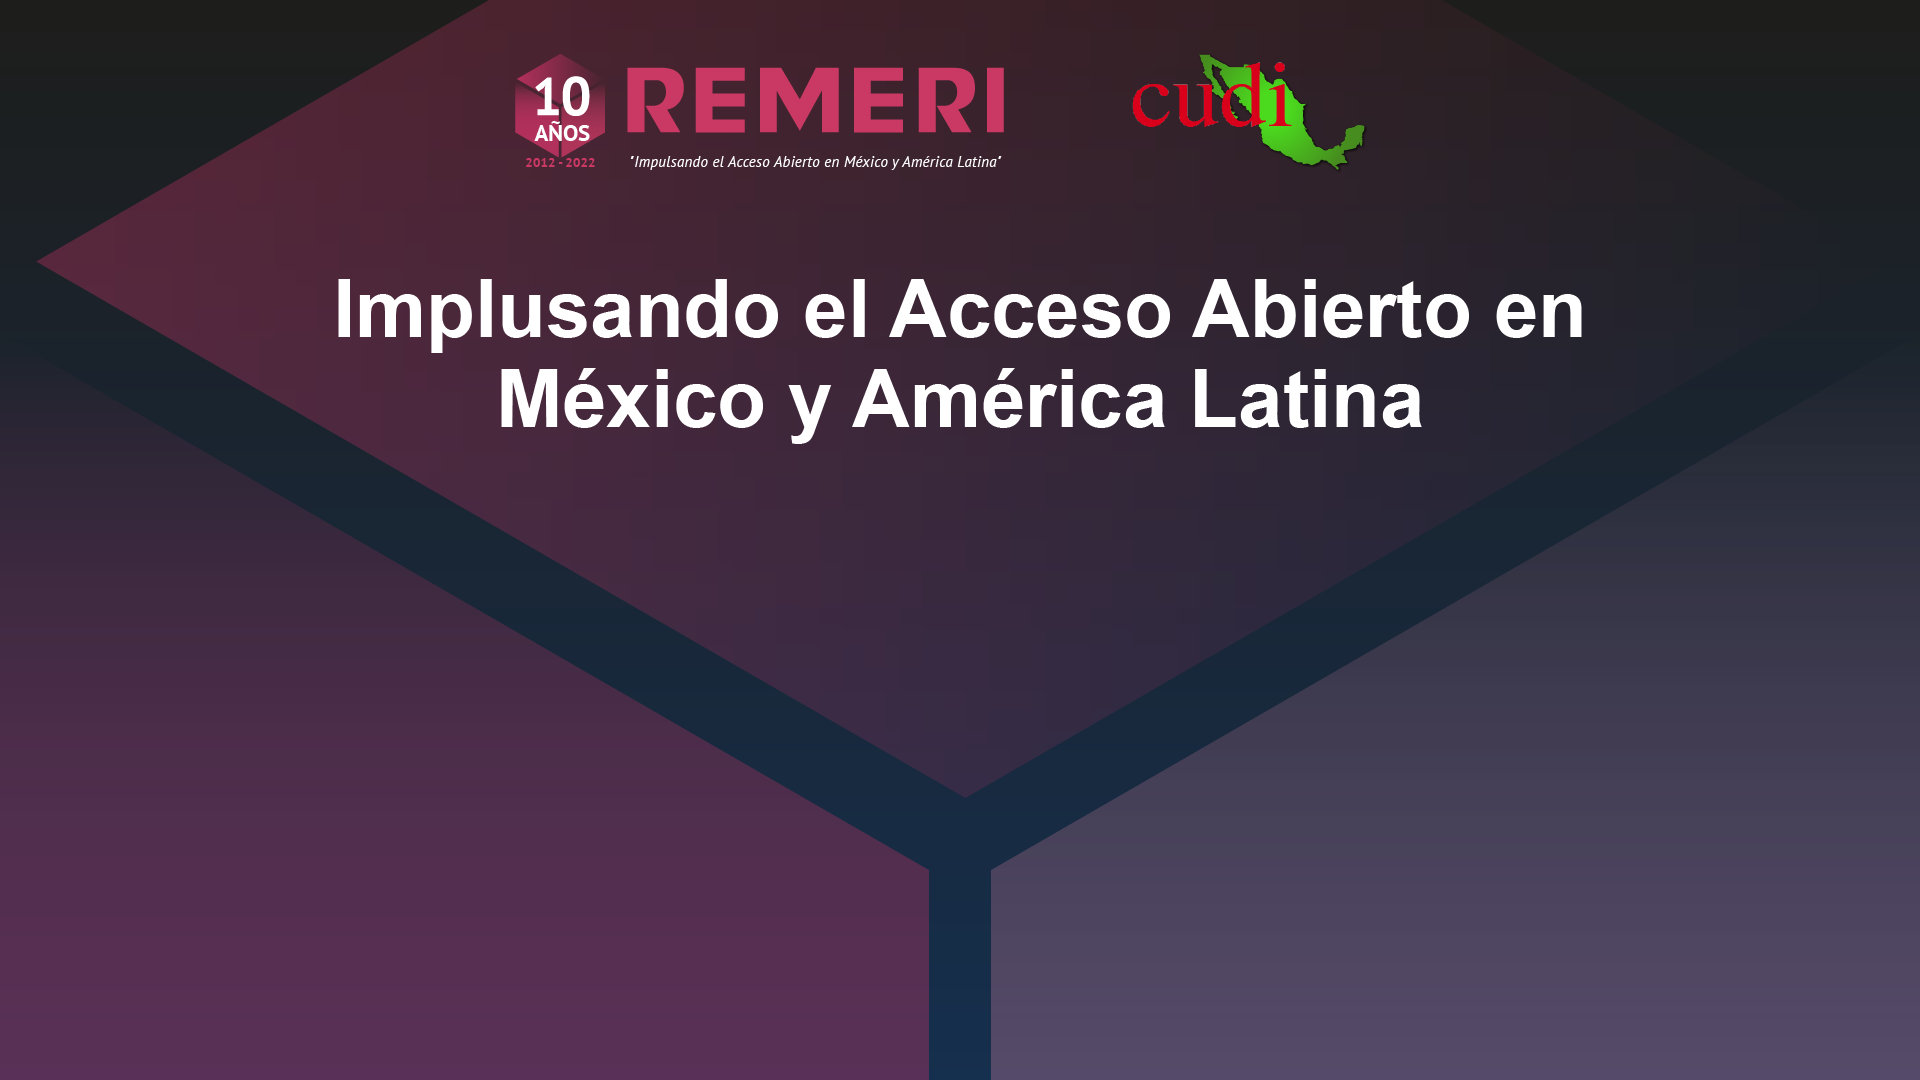 10
AÑOS
2012 - 2022
REMERI
"Impulsando el Acceso Abierto en México y América Latina"
cudi
Implusando el Acceso Abierto en
México y América Latina